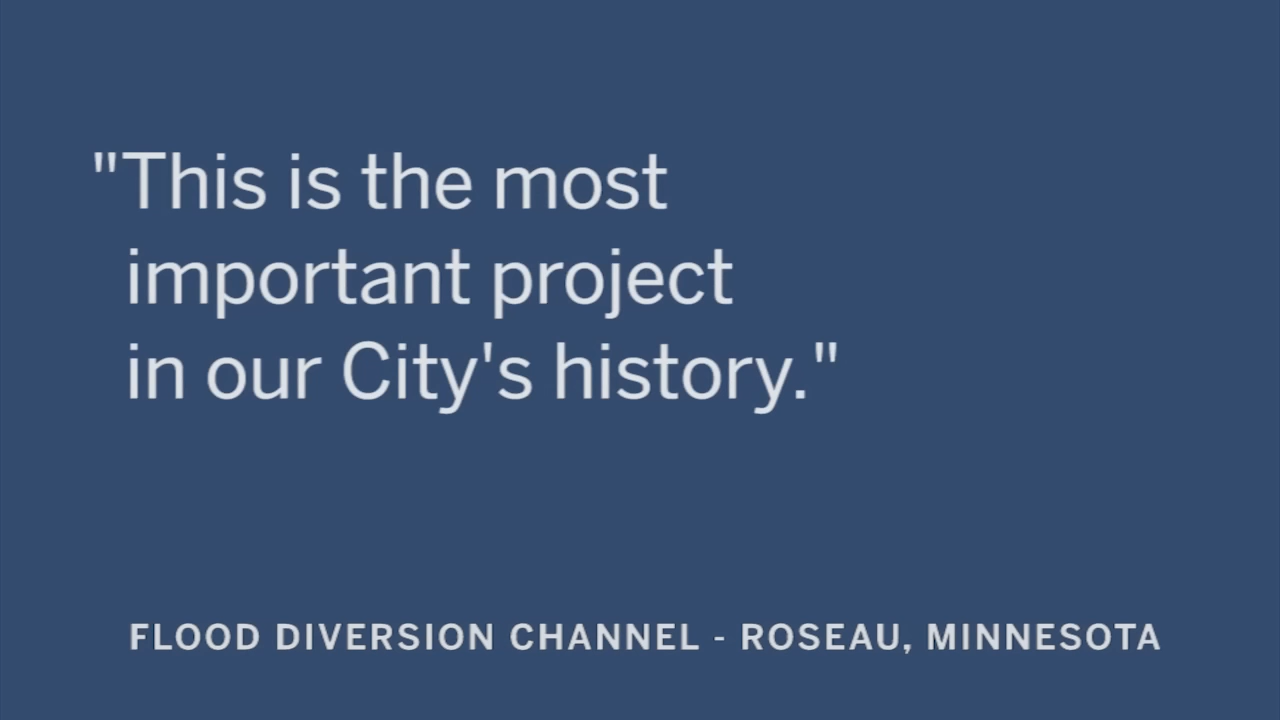 "This is the most
important project
in our City's history."
FLOOD DIVERSION CHANNEL - ROSEAU, MINNESOTA